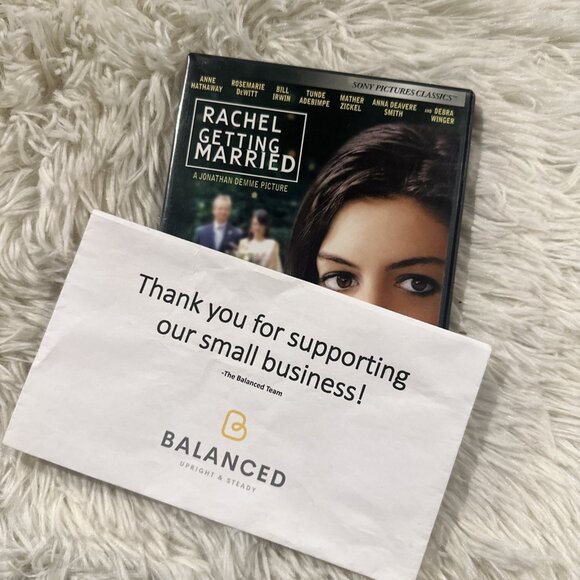 SONY PICTURES CLASSICS™
ANNE HATHAWAY ROSEMARIE DeWITT BILL IRWIN TUNDE ADEBIMPE MATHER ZICKEL ANNA DEAVERE SMITH AND DEBRA WINGER
RACHEL
GETTING
MARRIED
A JONATHAN DEMME PICTURE
Thank you for supporting
our small business!
-The Balanced Team
BALANCED
UPRIGHT & STEADY